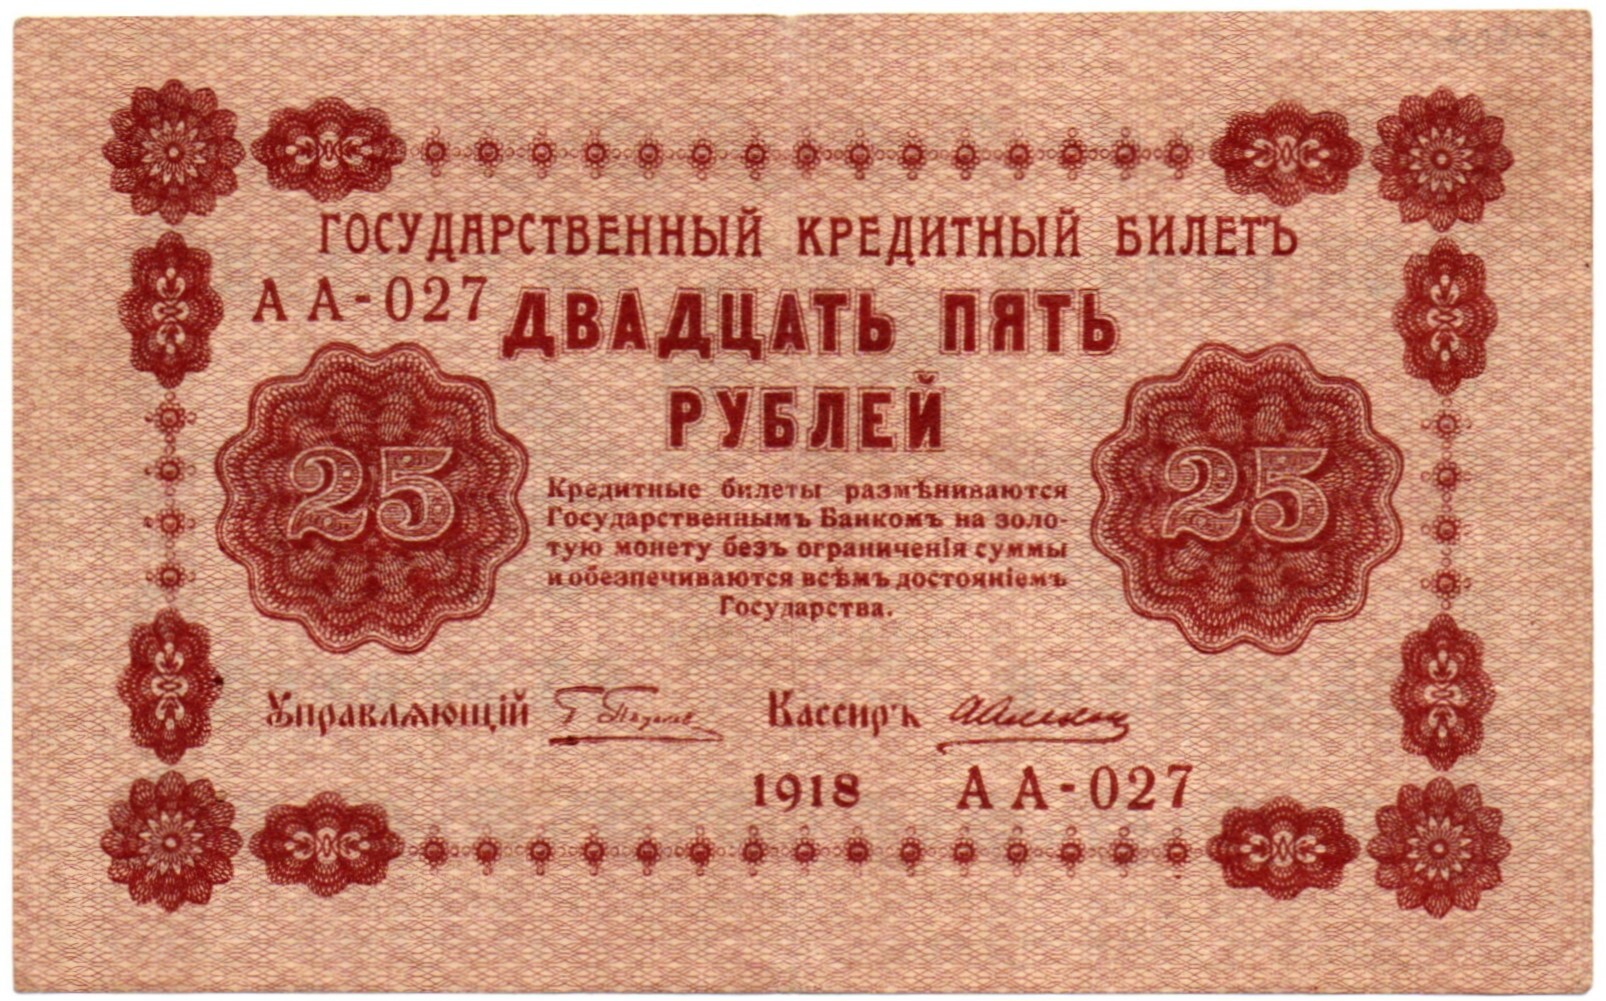 ГОСУДАРСТВЕННЫЙ КРЕДИТНЫЙ БИЛЕТЪ
АА-027
ДВАДЦАТЬ ПЯТЬ
РУБЛЕЙ
25
25
Кредитные билеты размѣниваются
Государственнымъ Банкомъ на золо-
тую монету безъ ограниченія суммы
и обезпечиваются всѣмъ достояніемъ
Государства.
Управляющій
Кассиръ
1918 АА-027